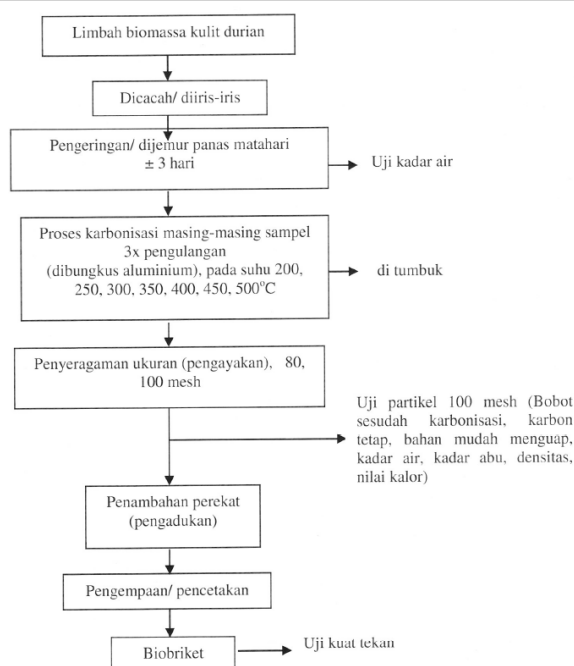 Limbah biomassa kulit durian
Dicacah/ diiris-iris
Pengeringan/ dijemur panas matahari
± 3 hari
Uji kadar air
Proses karbonisasi masing-masing sampel
3x pengulangan
(dibungkus aluminium), pada suhu 200,
250, 300, 350, 400, 450, 500°C
di tumbuk
Penyeragaman ukuran (pengayakan), 80,
100 mesh
Uji partikel 100 mesh (Bobot
sesudah karbonisasi, karbon
tetap, bahan mudah menguap,
kadar air, kadar abu, densitas,
nilai kalor)
Penambahan perekat
(pengadukan)
Pengempaan/ pencetakan
Biobriket
Uji kuat tekan